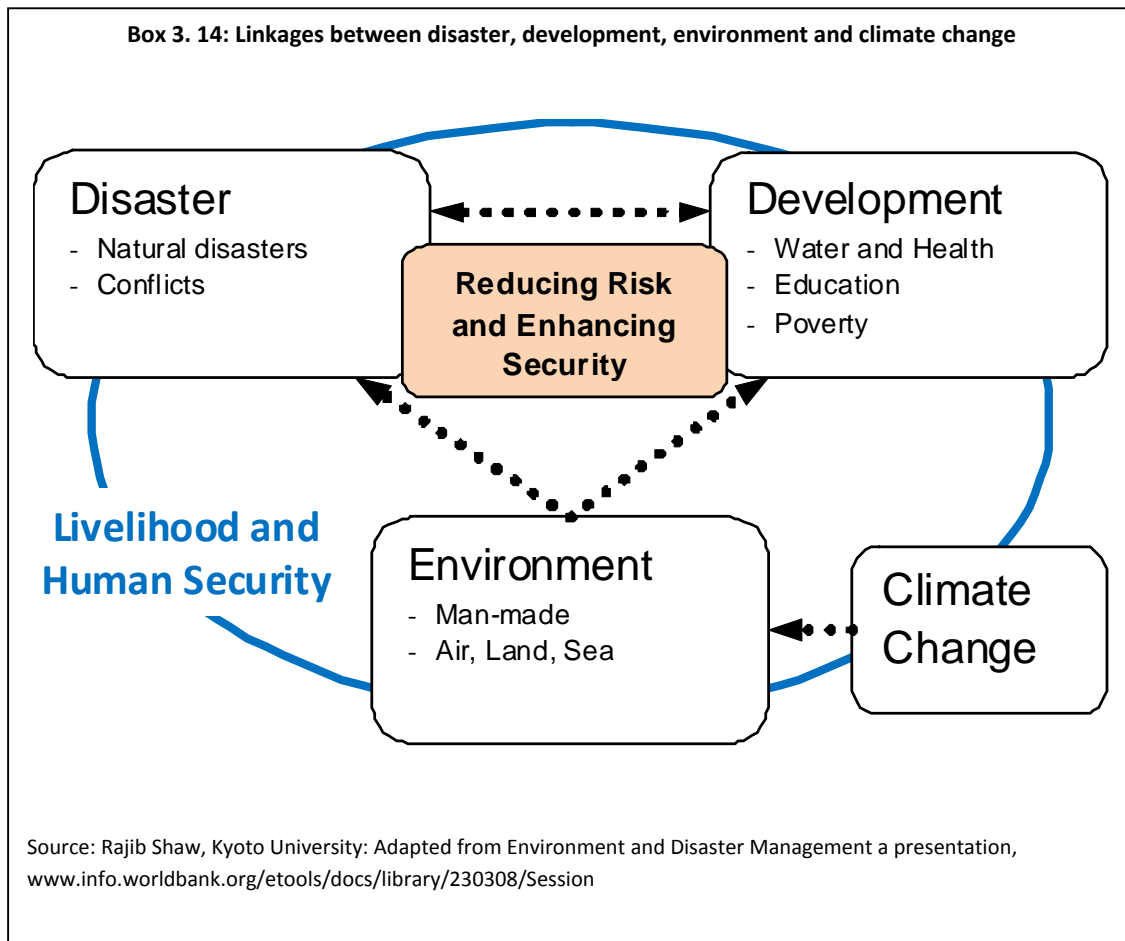 Box 3. 14: Linkages between disaster, development, environment and climate change
Disaster
- Natural disasters
- Conflicts
Development
- Water and Health
- Education
- Poverty
Reducing Risk
and Enhancing
Security
Livelihood and
Human Security
Environment
- Man-made
- Air, Land, Sea
Climate
Change
Source: Rajib Shaw, Kyoto University: Adapted from Environment and Disaster Management a presentation,
www.info.worldbank.org/etools/docs/library/230308/Session